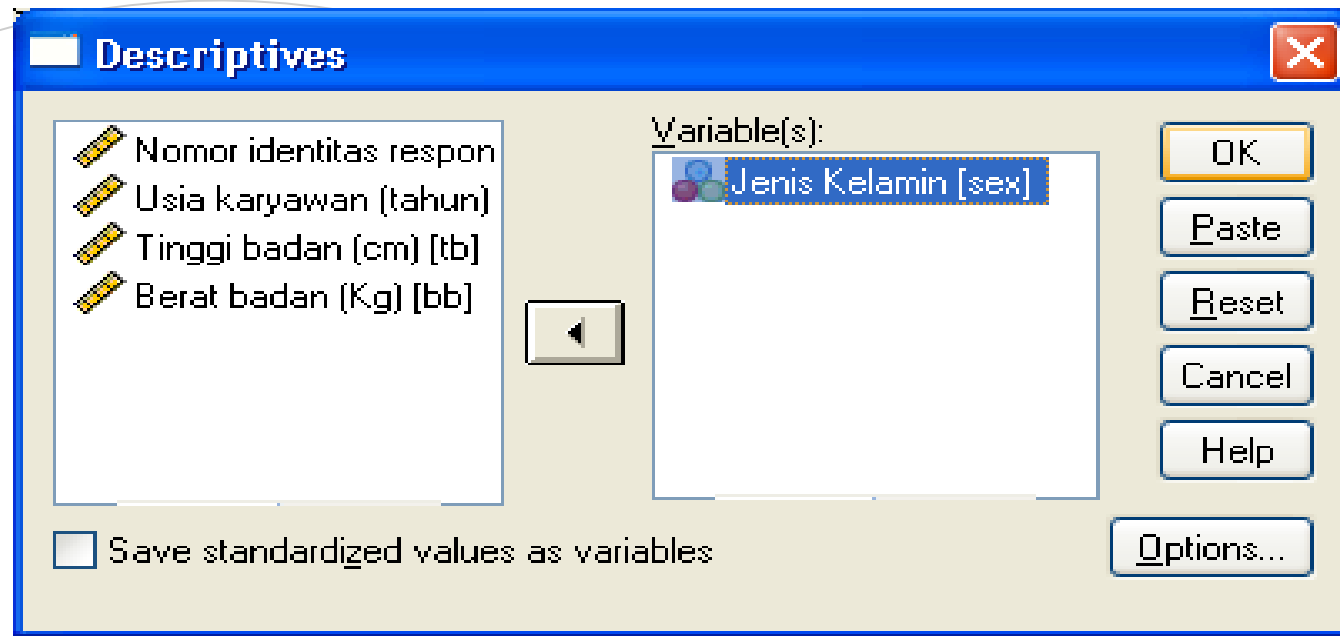 Descriptives
Nomor identitas respon
Usia karyawan (tahun)
Tinggi badan (cm) [tb]
Berat badan (Kg) [bb]
Variable(s):
Jenis Kelamin [sex]
OK
Paste
Reset
Cancel
Help
Save standardized values as variables
Options...